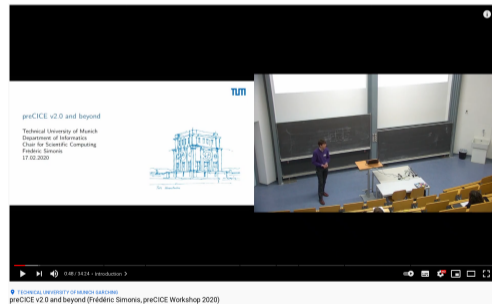 TUM
preCICE v2.0 and beyond
Technical University of Munich
Department of Informatics
Chair for Scientific Computing
Frédéric Simonis
17.02.2020
0:46 / 34:14 • Introduction >
TECHNICAL UNIVERSITY OF MUNICH GARCHING
preCICE v2.0 and beyond (Frédéric Simonis, preCICE Workshop 2020)